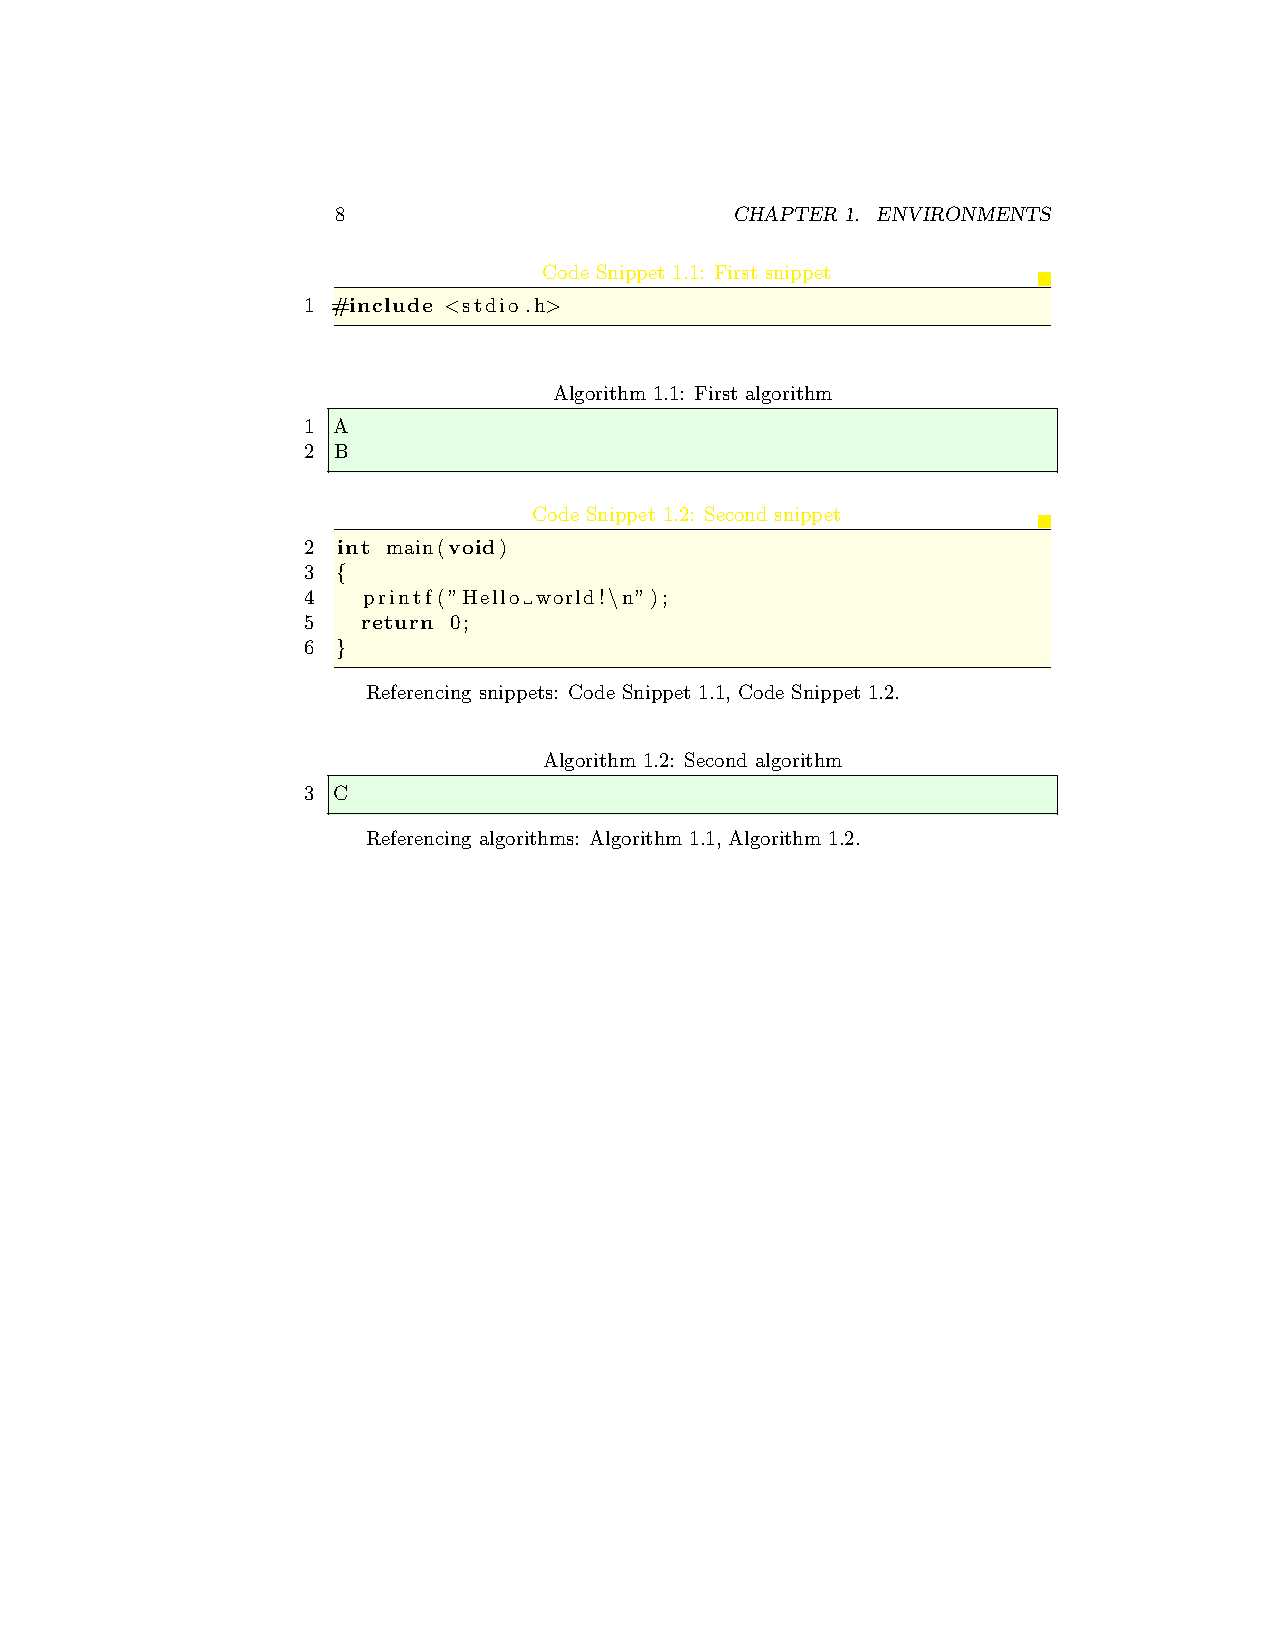 8 CHAPTER 1. ENVIRONMENTS
Code Snippet 1.1: First snippet
1 #include <stdio.h>
Algorithm 1.1: First algorithm
1 A
2 B
Code Snippet 1.2: Second snippet
2 int main(void)
3 {
4 printf("Hello␣world!\n");
5 return 0;
6 }
Referencing snippets: Code Snippet 1.1, Code Snippet 1.2.
Algorithm 1.2: Second algorithm
3 C
Referencing algorithms: Algorithm 1.1, Algorithm 1.2.